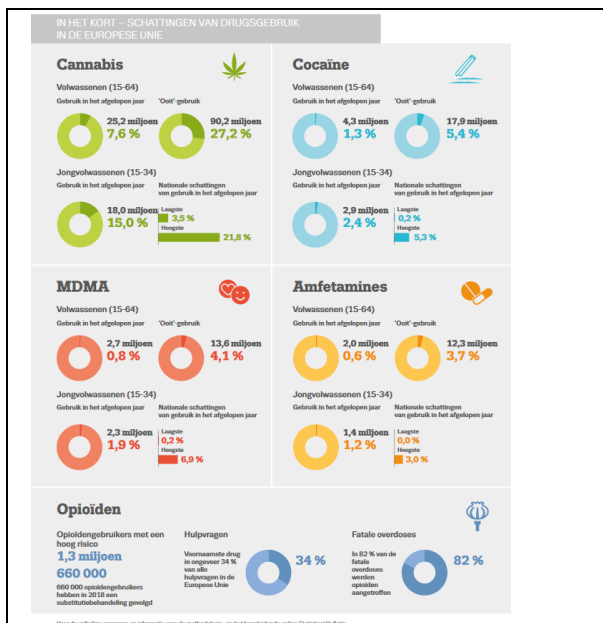 IN HET KORT – SCHATTINGEN VAN DRUGSGEBRUIK
IN DE EUROPESE UNIE
Cannabis
Volwassenen (15-64)
Gebruik in het afgelopen jaar
'Ooit'-gebruik
25,2 miljoen
7,6 %
90,2 miljoen
27,2 %
Jongvolwassenen (15-34)
Gebruik in het afgelopen jaar
Nationale schattingen
van gebruik in het afgelopen jaar
18,0 miljoen
15,0 %
Laagste
3,5 %
Hoogste
21,8 %
Cocaïne
Volwassenen (15-64)
Gebruik in het afgelopen jaar
'Ooit'-gebruik
4,3 miljoen
1,3 %
17,9 miljoen
5,4 %
Jongvolwassenen (15-34)
Gebruik in het afgelopen jaar
Nationale schattingen
van gebruik in het afgelopen jaar
2,9 miljoen
2,4 %
Laagste
0,2 %
Hoogste
5,3 %
MDMA
Volwassenen (15-64)
Gebruik in het afgelopen jaar
'Ooit'-gebruik
2,7 miljoen
0,8 %
13,6 miljoen
4,1 %
Jongvolwassenen (15-34)
Gebruik in het afgelopen jaar
Nationale schattingen
van gebruik in het afgelopen jaar
2,3 miljoen
1,9 %
Laagste
0,2 %
Hoogste
6,9 %
Amfetamines
Volwassenen (15-64)
Gebruik in het afgelopen jaar
'Ooit'-gebruik
2,0 miljoen
0,6 %
12,3 miljoen
3,7 %
Jongvolwassenen (15-34)
Gebruik in het afgelopen jaar
Nationale schattingen
van gebruik in het afgelopen jaar
1,4 miljoen
1,2 %
Laagste
0,0 %
Hoogste
3,0 %
Opioïden
Opioïdengebruikers met een
hoog risico
1,3 miljoen
660 000
660 000 opioïdengebruikers
hebben in 2018 een
substitutiebehandeling gevolgd
Hulpvragen
Voornaamste drug
in ongeveer 34 %
van alle
hulpvragen in de
Europese Unie
34 %
Fatale overdoses
In 82 % van de
fatale
overdoses
werden
opioïden
aangetroffen
82 %